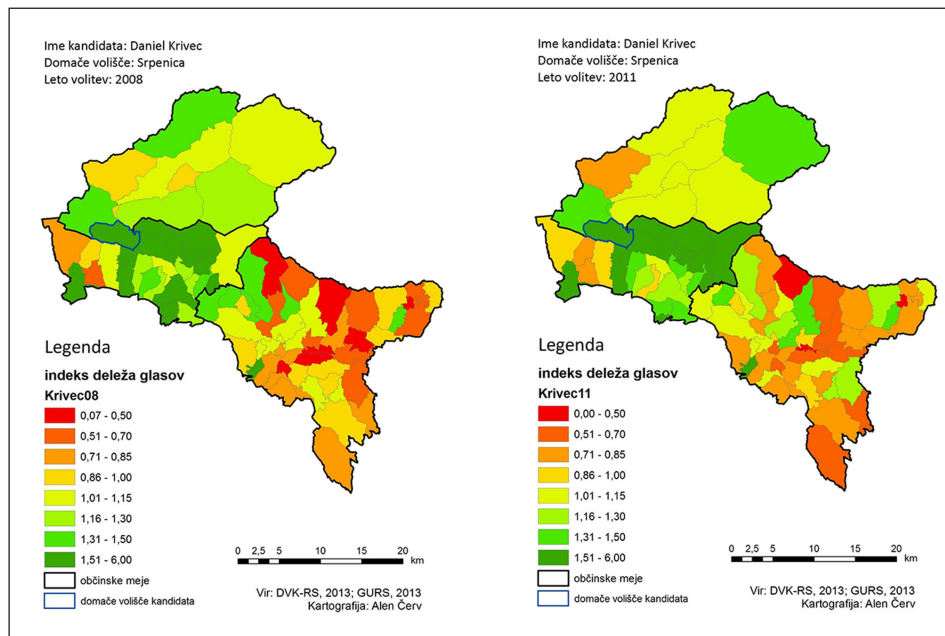 Ime kandidata: Daniel Krivec
Domače volišče: Srpenica
Leto volitev: 2008
Legenda
indeks deleža glasov
Krivec08
0,07 - 0,50
0,51 - 0,70
0,71 - 0,85
0,86 - 1,00
1,01 - 1,15
1,16 - 1,30
1,31 - 1,50
1,51 - 6,00
občinske meje
domače volišče kandidata
0 2,5 5 10 15 20
km
Vir: DVK-RS, 2013; GURS, 2013
Kartografija: Alen Červ
Ime kandidata: Daniel Krivec
Domače volišče: Srpenica
Leto volitev: 2011
Legenda
indeks deleža glasov
Krivec11
0,00 - 0,50
0,51 - 0,70
0,71 - 0,85
0,86 - 1,00
1,01 - 1,15
1,16 - 1,30
1,31 - 1,50
1,51 - 6,00
občinske meje
domače volišče kandidata
0 2,5 5 10 15 20
km
Vir: DVK-RS, 2013; GURS, 2013
Kartografija: Alen Červ